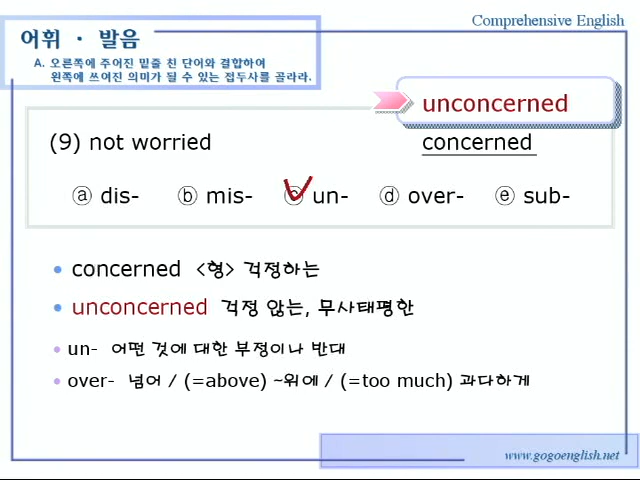 Comprehensive English
어휘 · 발음
A. 오른쪽에 주어진 밑줄 친 단어와 결합하여
왼쪽에 쓰여진 의미가 될 수 있는 접두사를 골라라.
unconcerned
(9) not worried concerned
ⓐ dis- ⓑ mis- ⓒ un- ⓓ over- ⓔ sub-
• concerned <형> 걱정하는
• unconcerned 걱정 않는, 무사태평한
• un- 어떤 것에 대한 부정이나 반대
• over- 넘어 / (=above) ~위에 / (=too much) 과다하게
www.gogoenglish.net